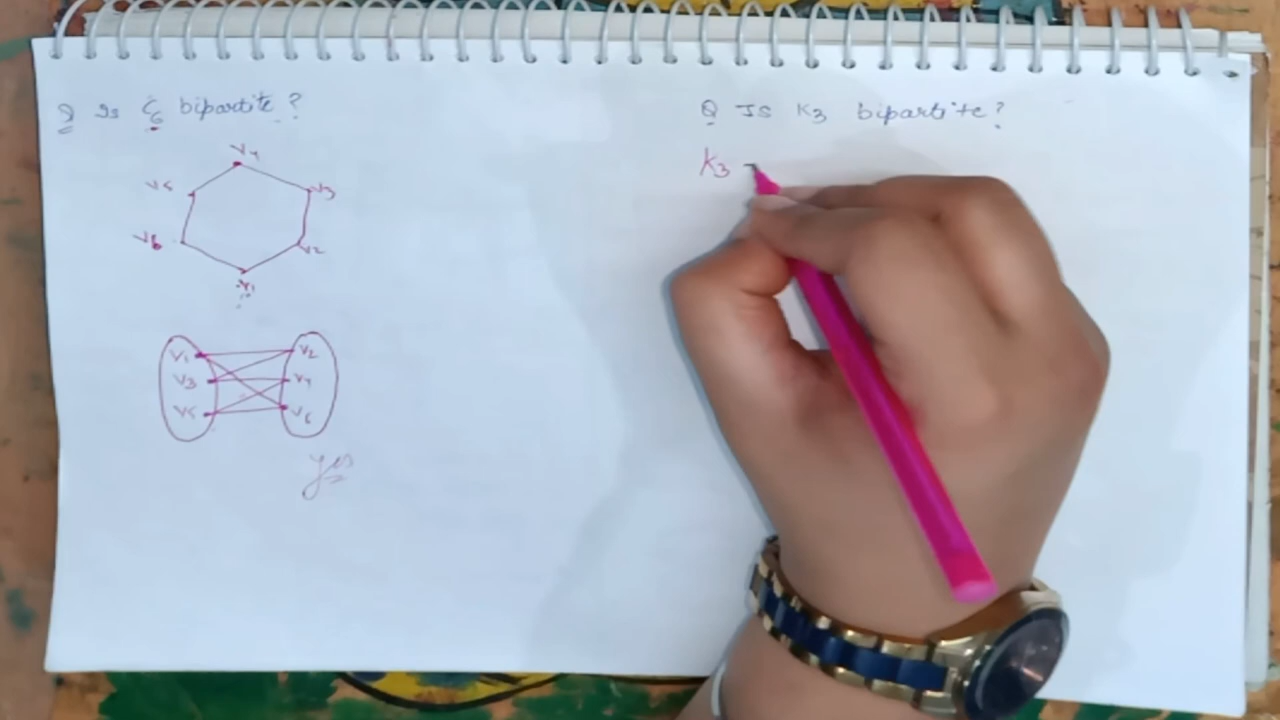 Q Is C6 bipartite?
V4
V5
V3
V6
V2
V1
V1 V2
V3 V4
V5 V6
yes
Q Is K3 bipartite?
K3